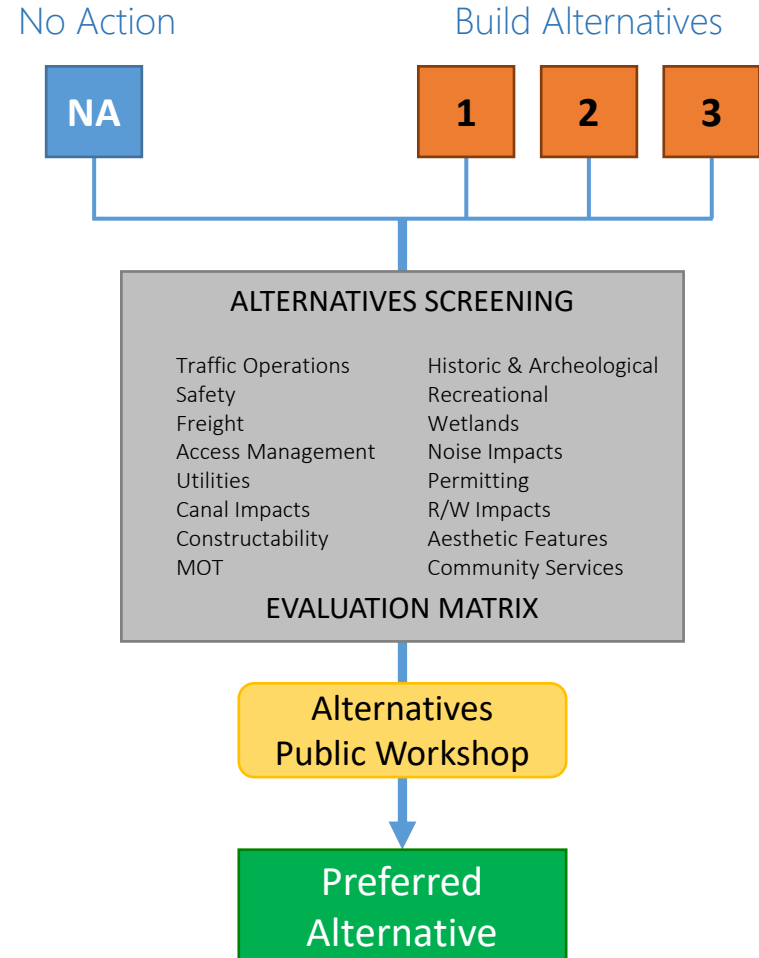 No Action
Build Alternatives
NA
1
2
3
ALTERNATIVES SCREENING
Traffic Operations
Safety
Freight
Access Management
Utilities
Canal Impacts
Constructability
MOT
Historic & Archeological
Recreational
Wetlands
Noise Impacts
Permitting
R/W Impacts
Aesthetic Features
Community Services
EVALUATION MATRIX
Alternatives
Public Workshop
Preferred
Alternative